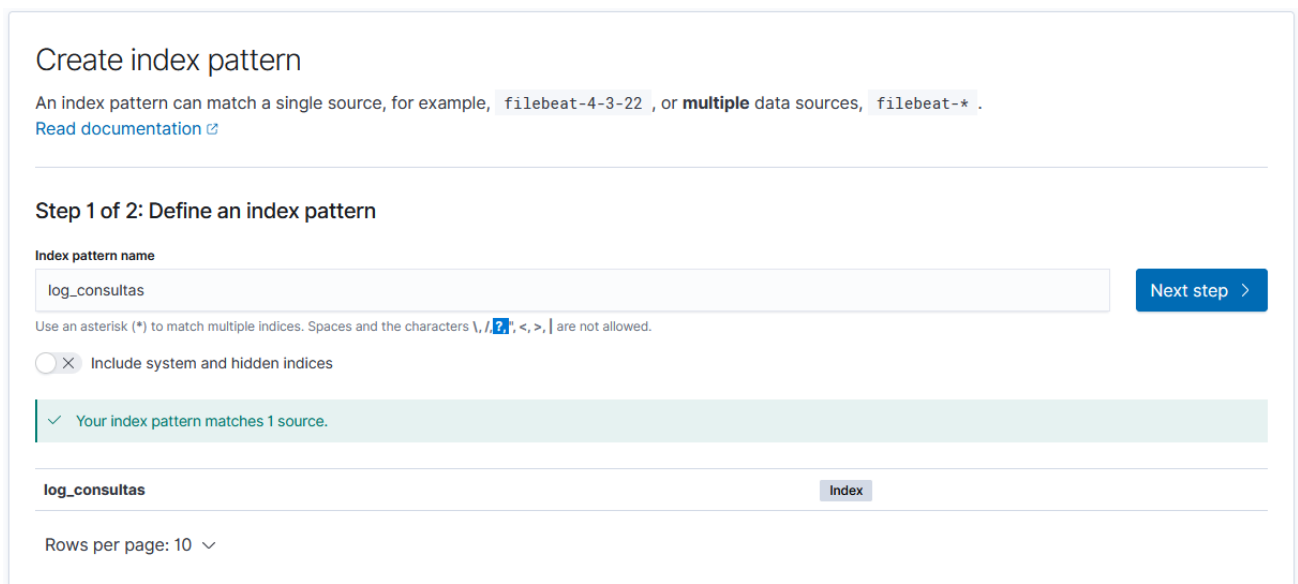 Create index pattern
An index pattern can match a single source, for example, filebeat-4-3-22 , or multiple data sources, filebeat-* .
Read documentation
Step 1 of 2: Define an index pattern
Index pattern name
log_consultas
Next step
Use an asterisk (*) to match multiple indices. Spaces and the characters \, /, ?, ", <, >, | are not allowed.
Include system and hidden indices
Your index pattern matches 1 source.
log_consultas Index
Rows per page: 10